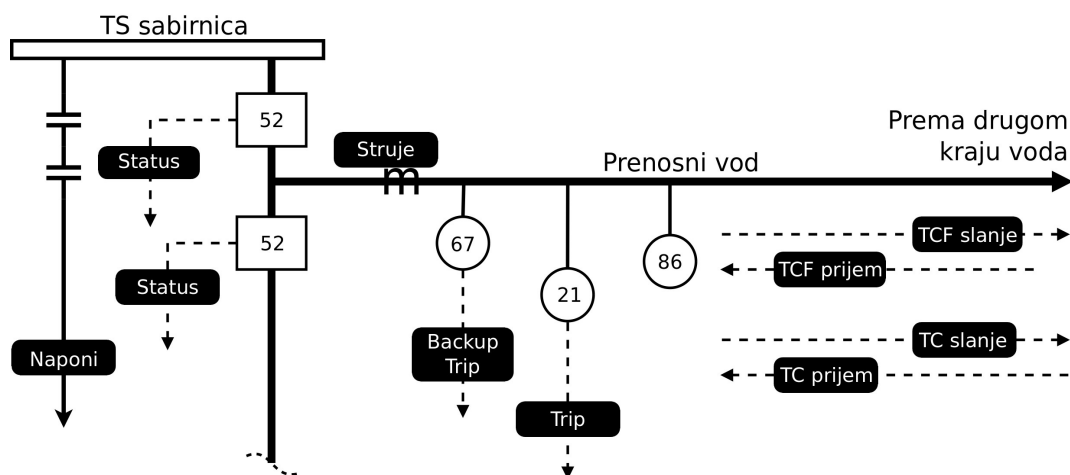 TS sabirnica
52
Status
Struje
Prenosni vod
Prema drugom
kraju voda
52
Status
67
21
86
TCF slanje
TCF prijem
Naponi
Backup
Trip
TC slanje
TC prijem
Trip